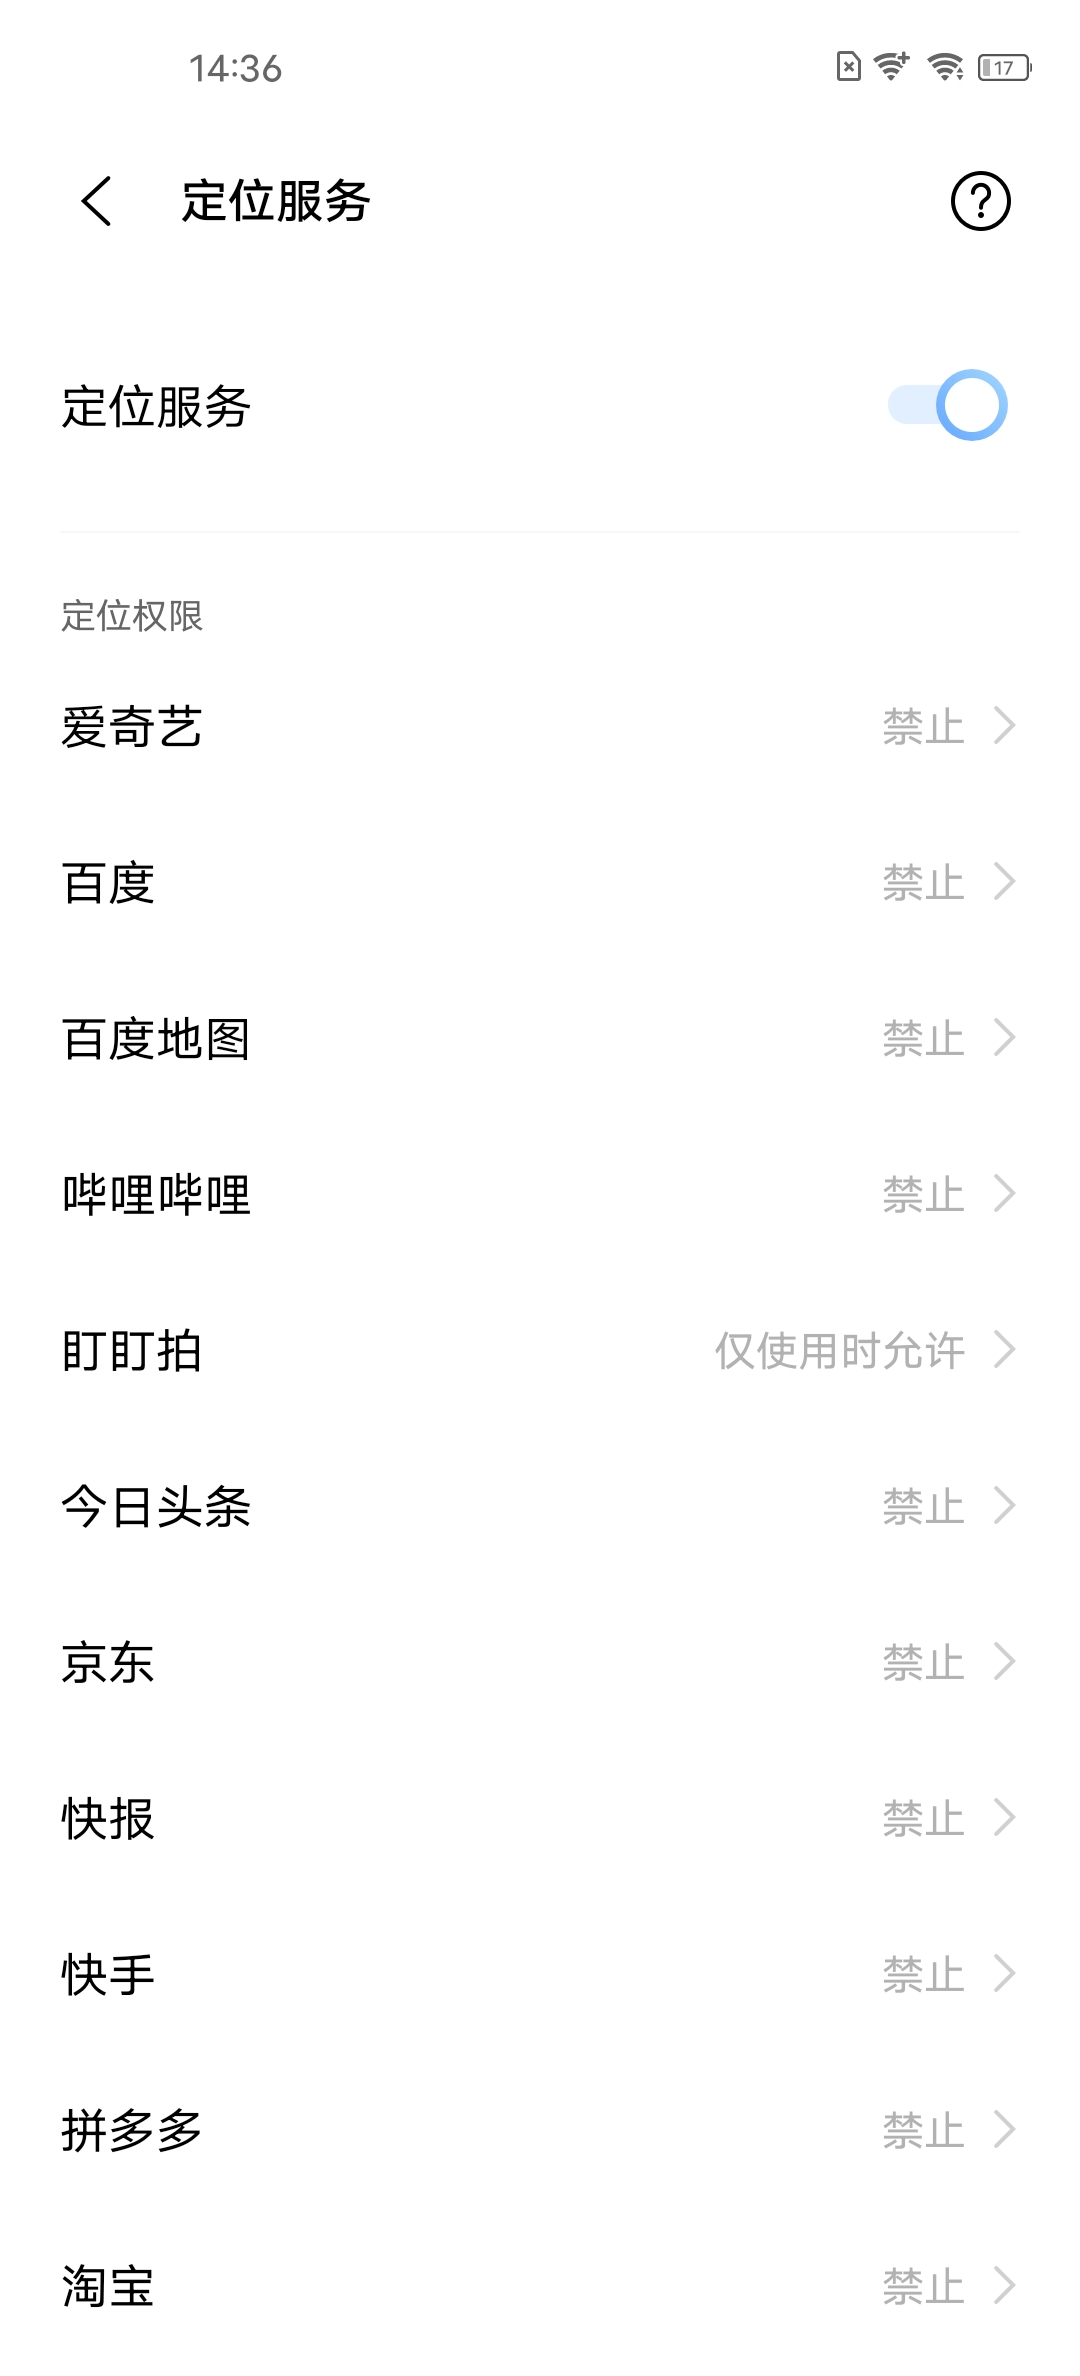 14:36
17
定位服务
定位服务
定位权限
爱奇艺 禁止
百度 禁止
百度地图 禁止
哔哩哔哩 禁止
盯盯拍 仅使用时允许
今日头条 禁止
京东 禁止
快报 禁止
快手 禁止
拼多多 禁止
淘宝 禁止